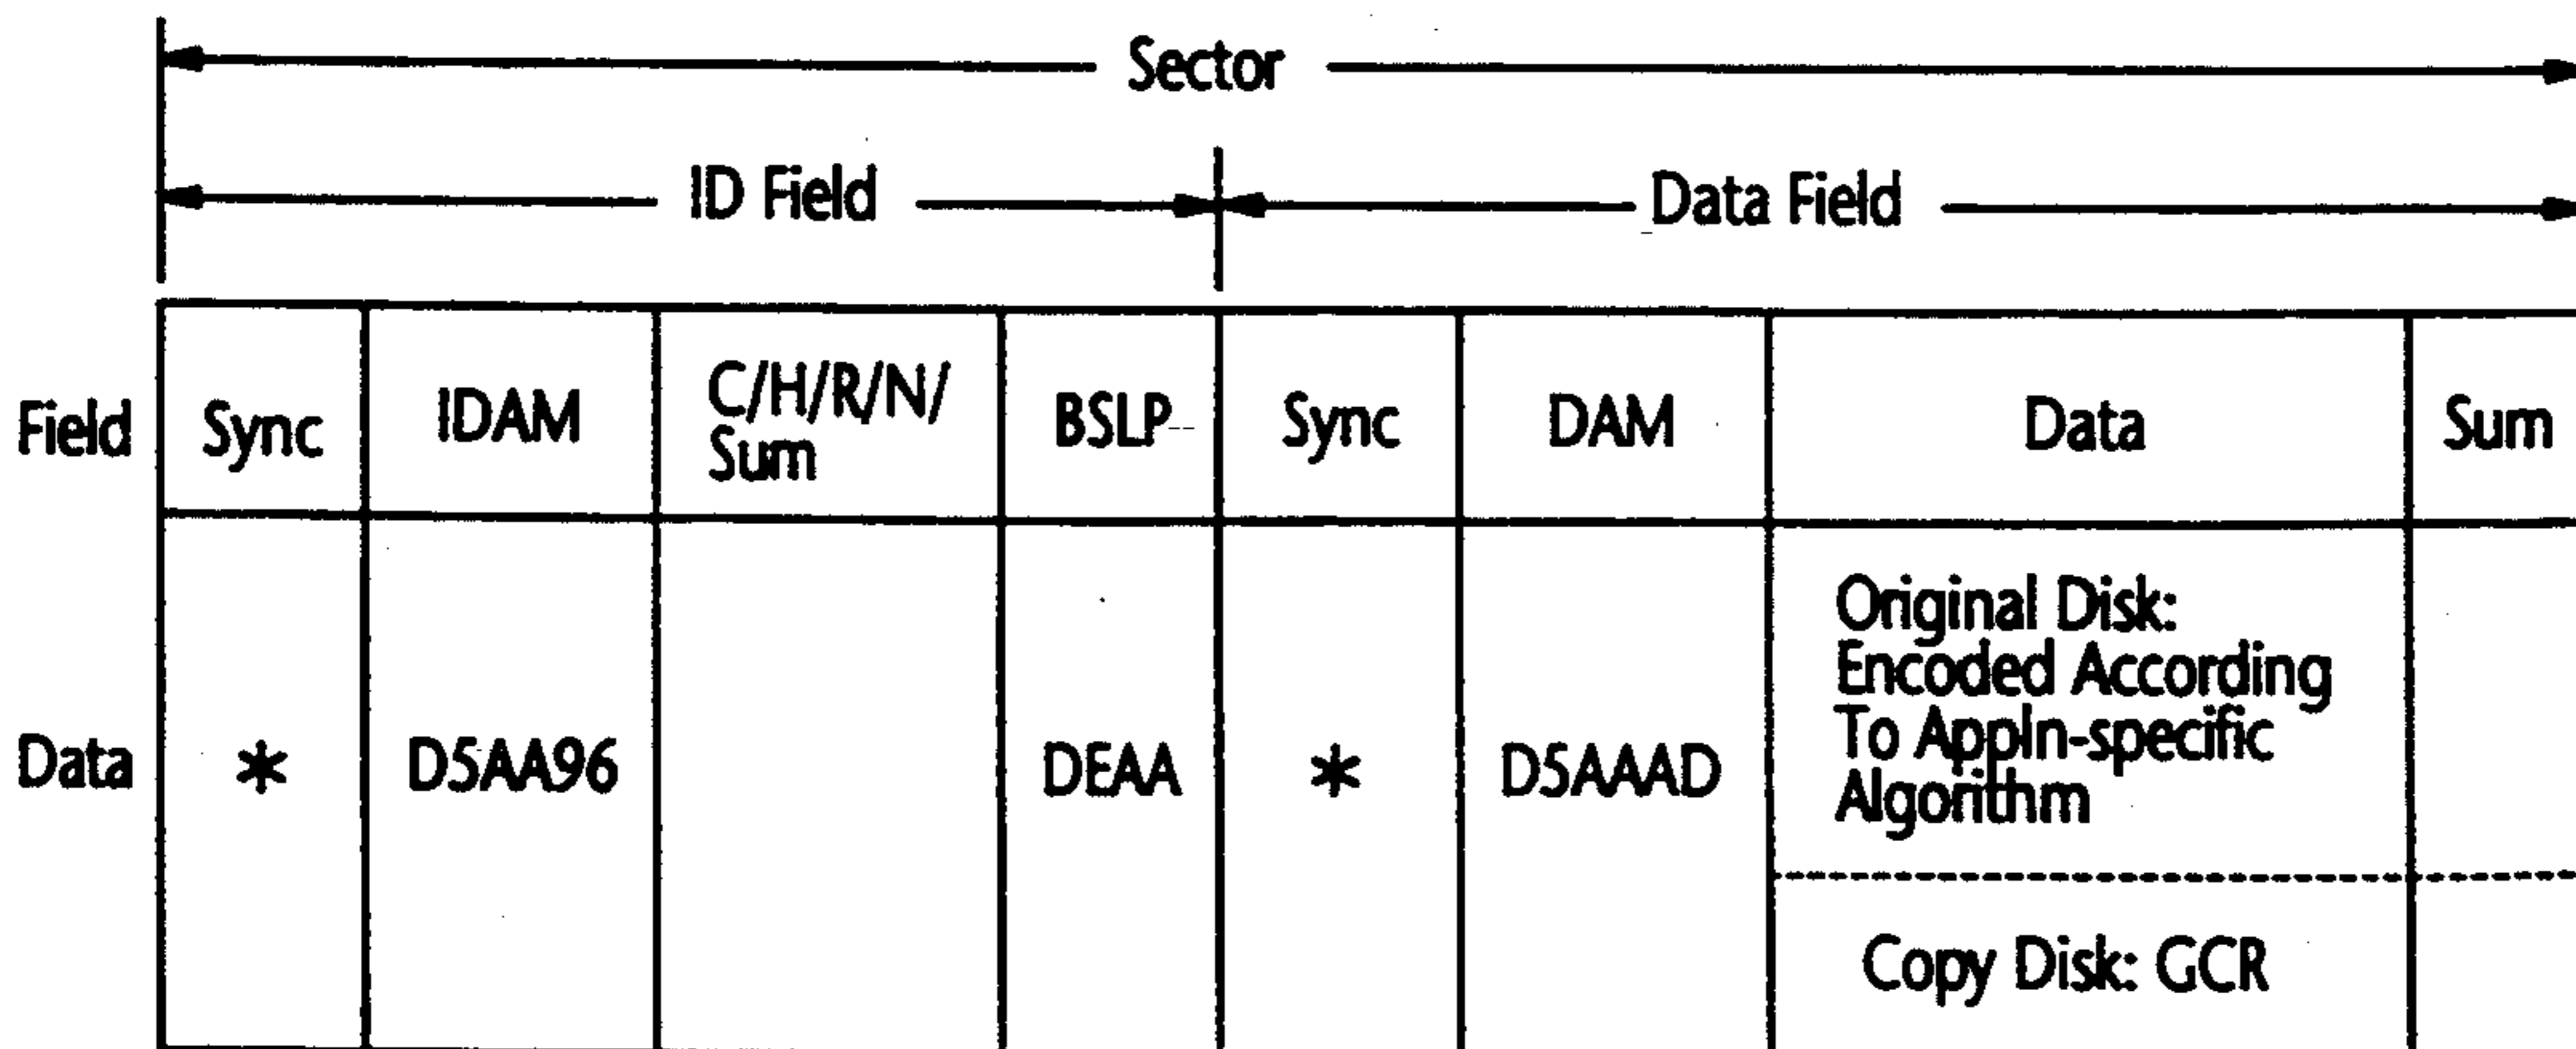 Sector
ID Field
Data Field
Field
Sync
IDAM
C/H/R/N/
Sum
BSLP
Sync
DAM
Data
Sum
Data
*
D5AA96
DEAA
*
D5AAAD
Original Disk:
Encoded According
To Appln-specific
Algorithm
Copy Disk: GCR